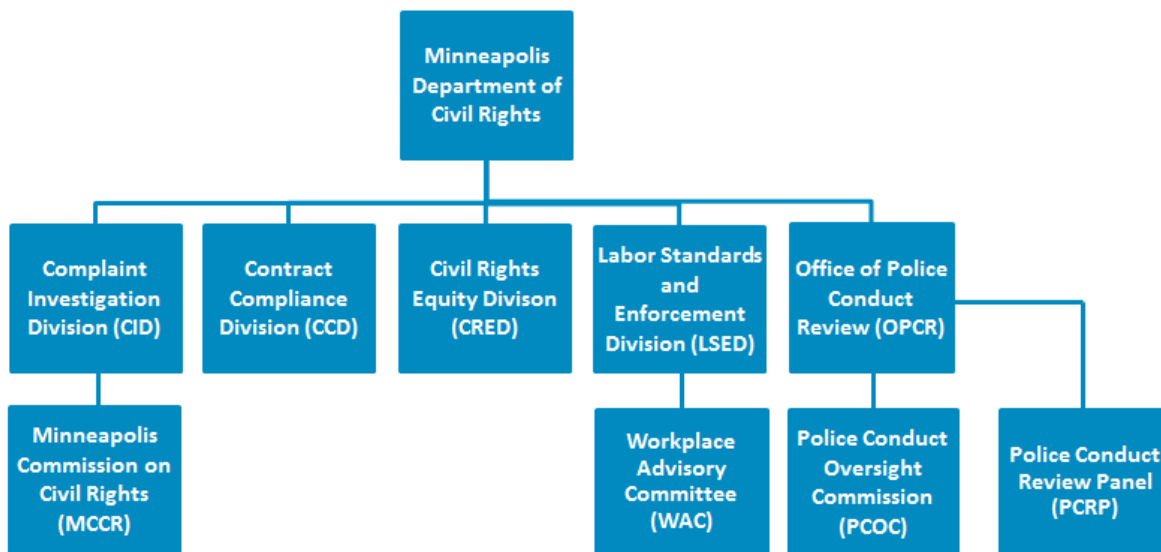 Minneapolis
Department of
Civil Rights
Complaint
Investigation
Division (CID)
Contract
Compliance
Division (CCD)
Civil Rights
Equity Divison
(CRED)
Labor Standards
and
Enforcement
Division (LSED)
Office of Police
Conduct
Review (OPCR)
Minneapolis
Commission on
Civil Rights
(MCCR)
Workplace
Advisory
Committee
(WAC)
Police Conduct
Oversight
Commission
(PCOC)
Police Conduct
Review Panel
(PCRP)